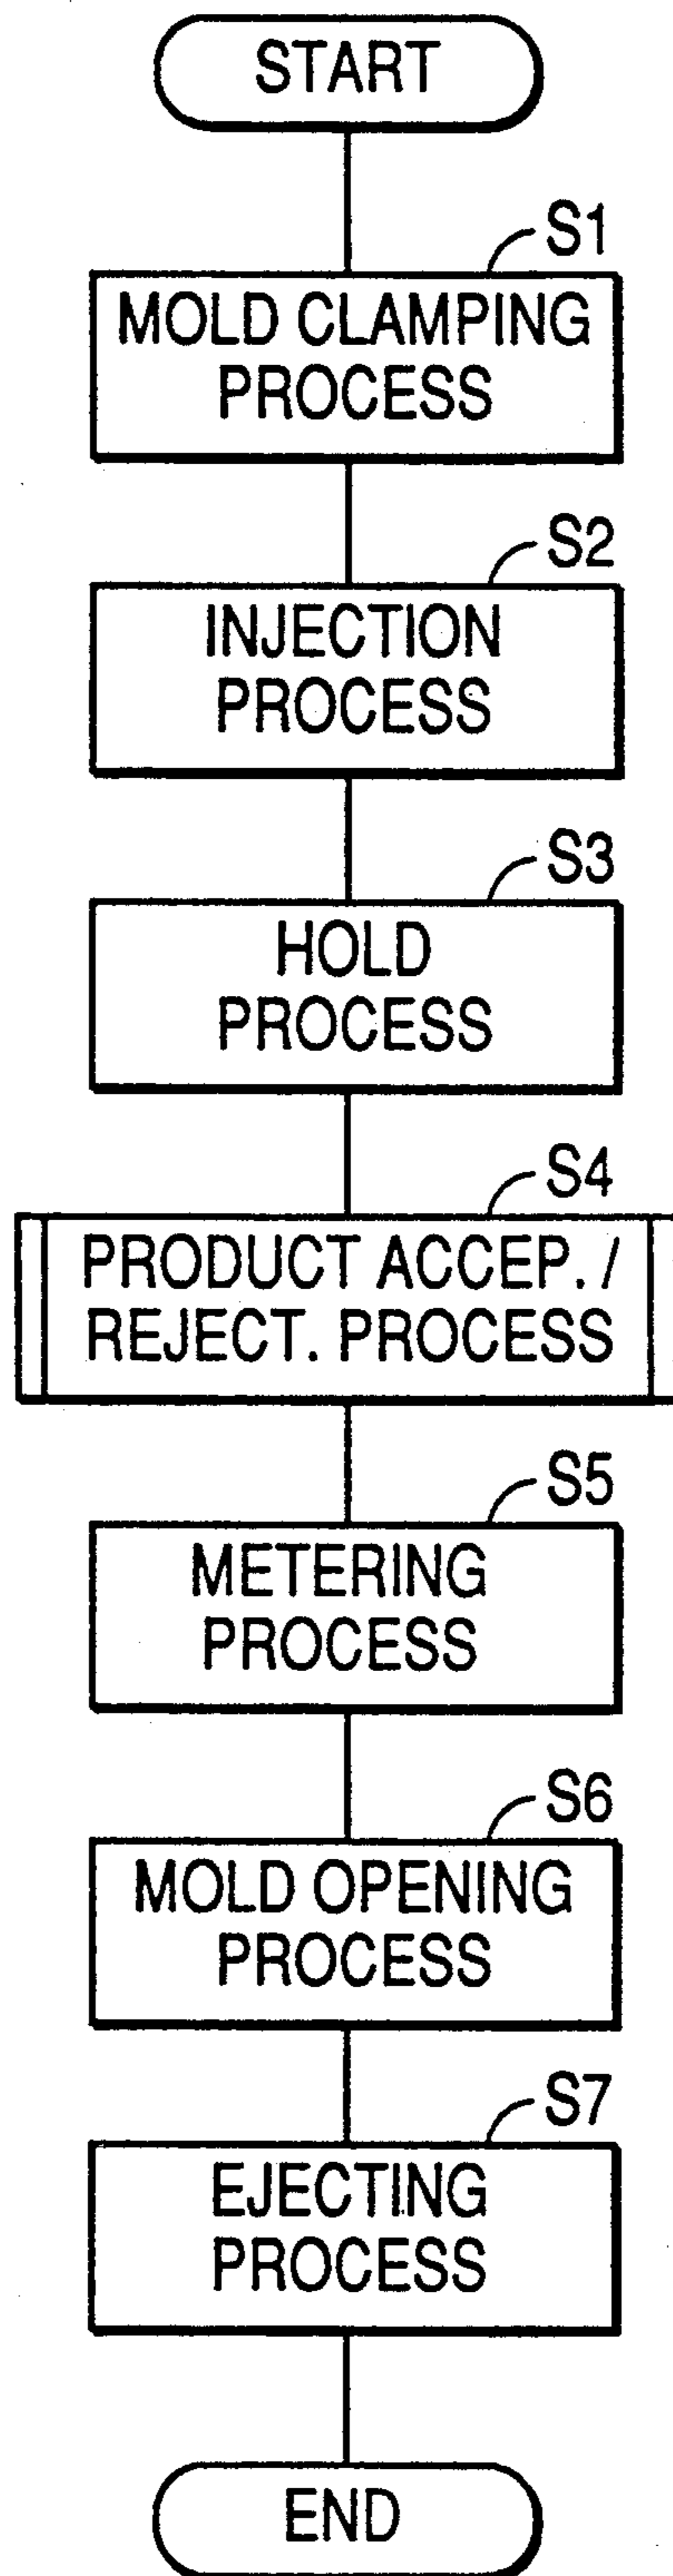 START
S1
MOLD CLAMPING
PROCESS
S2
INJECTION
PROCESS
S3
HOLD
PROCESS
S4
PRODUCT ACCEP. /
REJECT. PROCESS
S5
METERING
PROCESS
S6
MOLD OPENING
PROCESS
S7
EJECTING
PROCESS
END